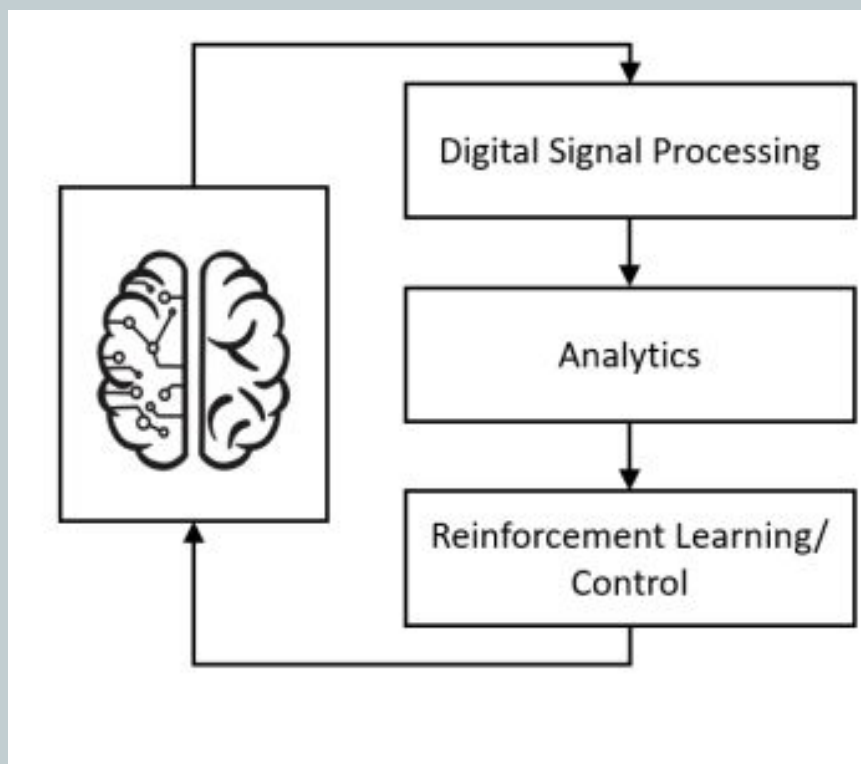 Digital Signal Processing
Analytics
Reinforcement Learning/
Control